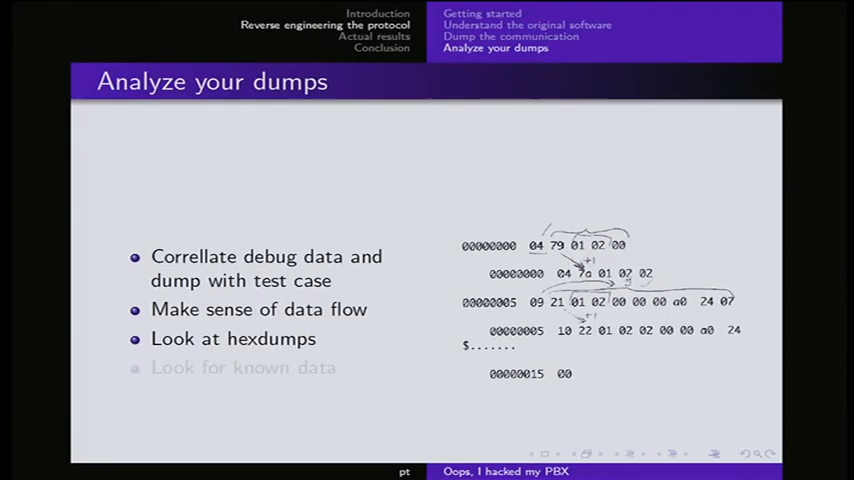 Introduction
Reverse engineering the protocol
Actual results
Conclusion
Getting started
Understand the original software
Dump the communication
Analyze your dumps
Analyze your dumps
Correllate debug data and
dump with test case
Make sense of data flow
Look at hexdumps
Look for known data
00000000 04 79 01 02 00
+1
00000000 04 7a 01 02 02
00000005 09 21 01 02 00 00 00 a0 24 07
+1
00000005 10 22 01 02 02 00 00 a0 24
$.......
00000015 00
pt
Oops, I hacked my PBX